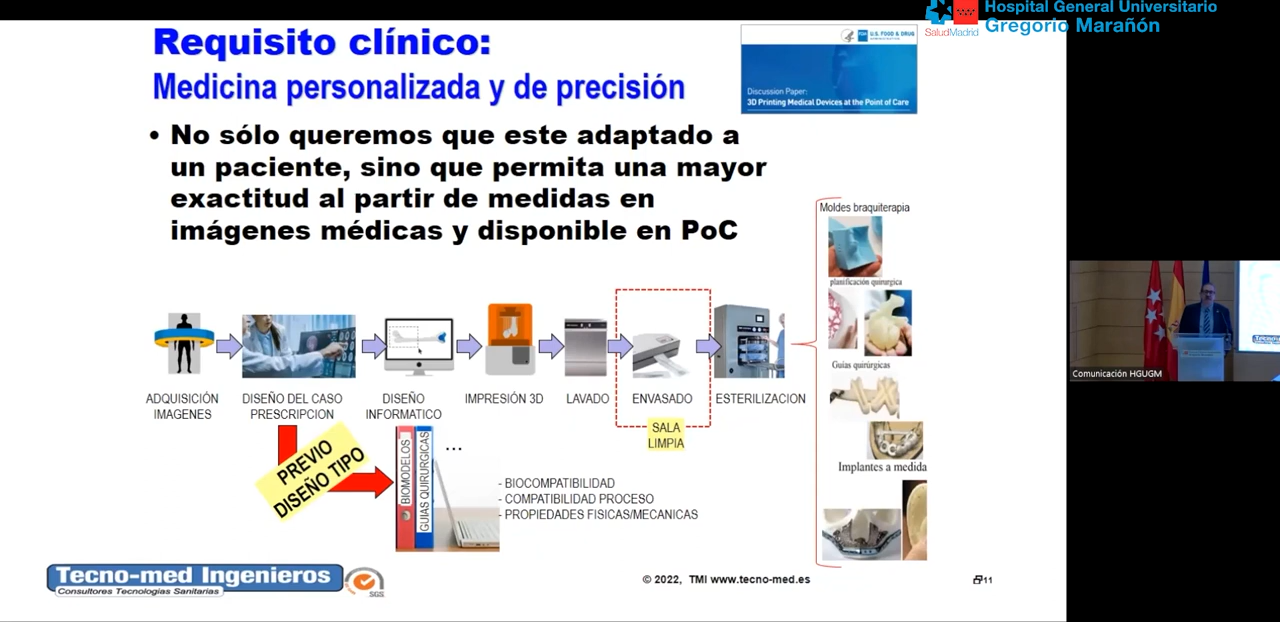 Hospital General Universitario
Gregorio Marañón
SaludMadrid
Requisito clínico:
Medicina personalizada y de precisión
FDA U.S. FOOD & DRUG
ADMINISTRATION
Discussion Paper:
3D Printing Medical Devices at the Point of Care
• No sólo queremos que este adaptado a
un paciente, sino que permita una mayor
exactitud al partir de medidas en
imágenes médicas y disponible en PoC
Moldes braquiterapia
planificación quirurgica
Guías quirúrgicas
Implantes a medida
ADQUISICIÓN
IMAGENES
DISEÑO DEL CASO
PRESCRIPCION
DISEÑO
INFORMATICO
IMPRESIÓN 3D
LAVADO
ENVASADO
ESTERILIZACION
SALA
LIMPIA
PREVIO
DISEÑO TIPO
BIOMODELOS
GUIAS QUIRURGICAS
...
- BIOCOMPATIBILIDAD
- COMPATIBILIDAD PROCESO
- PROPIEDADES FISICAS/MECANICAS
Comunicación HGUGM
Tecno-med Ingenieros
Consultores Tecnologías Sanitarias
SGS
© 2022, TMI www.tecno-med.es
11